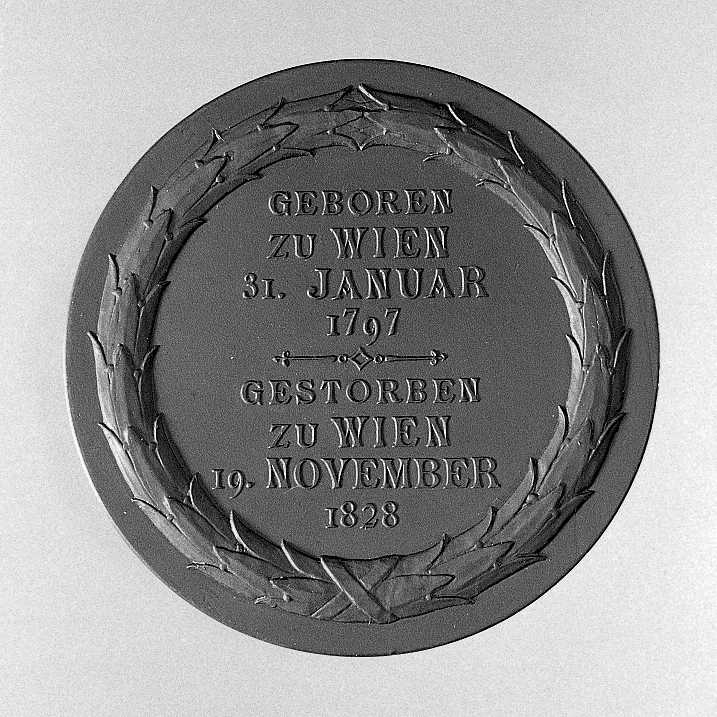 GEBOREN
ZU WIEN
31. JANUAR
1797
GESTORBEN
ZU WIEN
19. NOVEMBER
1828